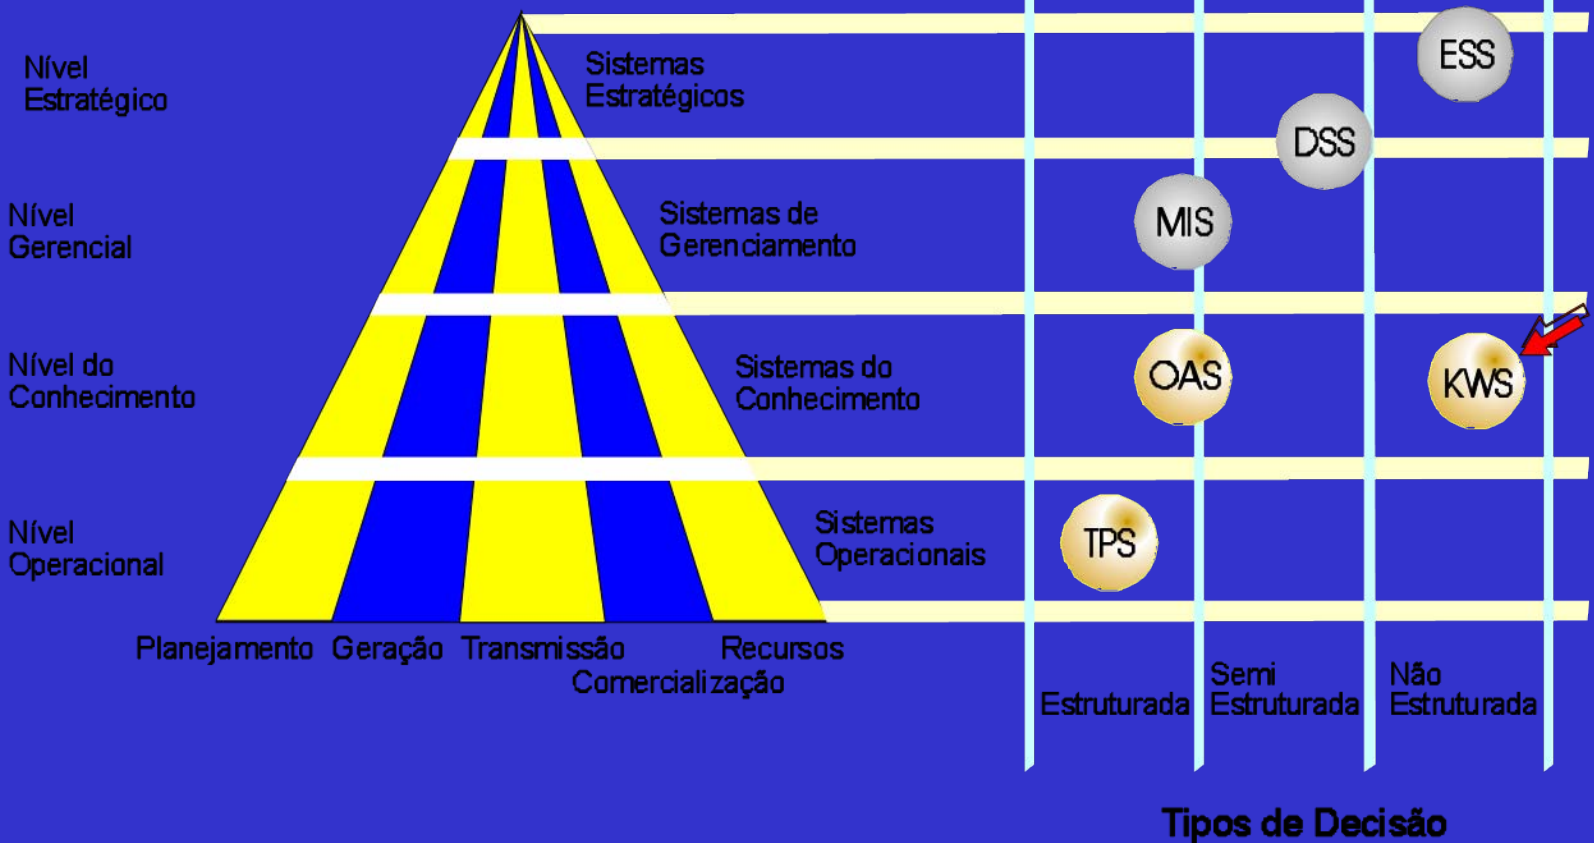 Nível
Estratégico
Sistemas
Estratégicos
ESS
DSS
Nível
Gerencial
Sistemas de
Gerenciamento
MIS
Nível do
Conhecimento
Sistemas do
Conhecimento
OAS
KWS
Nível
Operacional
Sistemas
Operacionais
TPS
Planejamento Geração Transmissão Recursos
Comercialização
Estruturada
Semi
Estruturada
Não
Estruturada
Tipos de Decisão